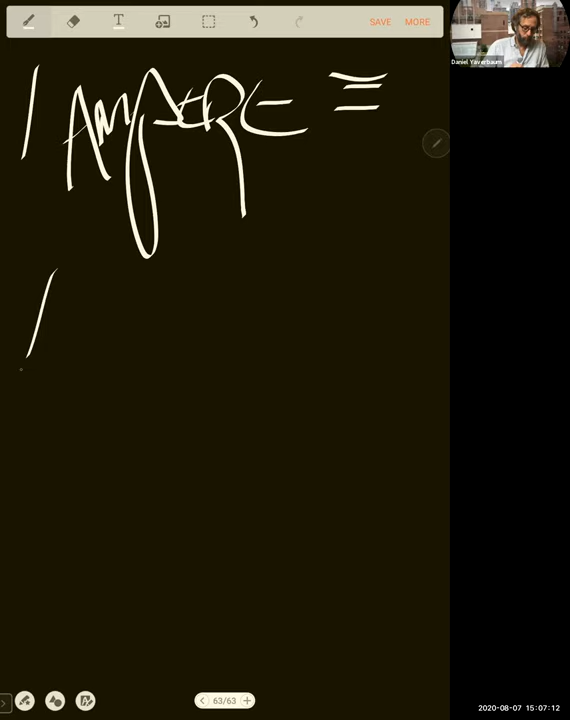 T SAVE MORE
Daniel Yaverbaum
1 AMPERE ≡
1
63/63
2020-08-07 15:07:12